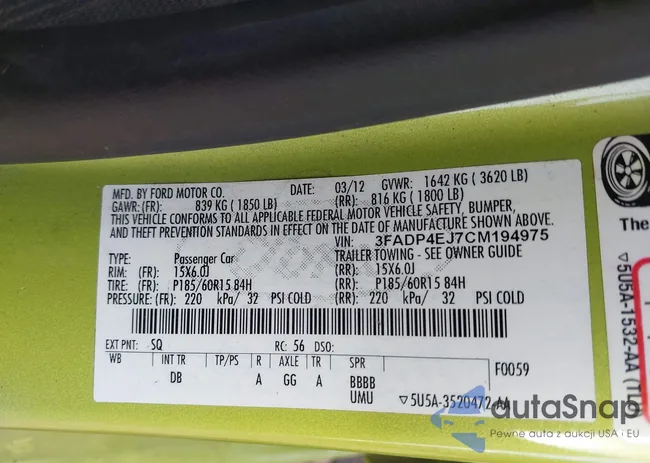 MFD. BY FORD MOTOR CO. DATE: 03/12 GVWR: 1642 KG ( 3620 LB)
GAWR: (FR): 839 KG ( 1850 LB) (RR): 816 KG ( 1800 LB)
THIS VEHICLE CONFORMS TO ALL APPLICABLE FEDERAL MOTOR VEHICLE SAFETY, BUMPER,
AND THEFT PREVENTION STANDARDS IN EFFECT ON THE DATE OF MANUFACTURE SHOWN ABOVE.
VIN: 3FADP4EJ7CM194975
TYPE: Passenger Car TRAILER TOWING - SEE OWNER GUIDE
RIM: (FR): 15X6.0J (RR): 15X6.0J
TIRE: (FR): P185/60R15 84H (RR): P185/60R15 84H
PRESSURE: (FR): 220 kPa/ 32 PSI COLD (RR): 220 kPa/ 32 PSI COLD
EXT PNT: SQ RC: 56 DSO:
WB INT TR TP/PS R AXLE TR SPR F0059
DB A GG A BBBB
UMU ▽5U5A-3520472-AA
The
▽5U5A-1532-AA (TLD
autoSnap
Pewne auta z aukcji USA i EU